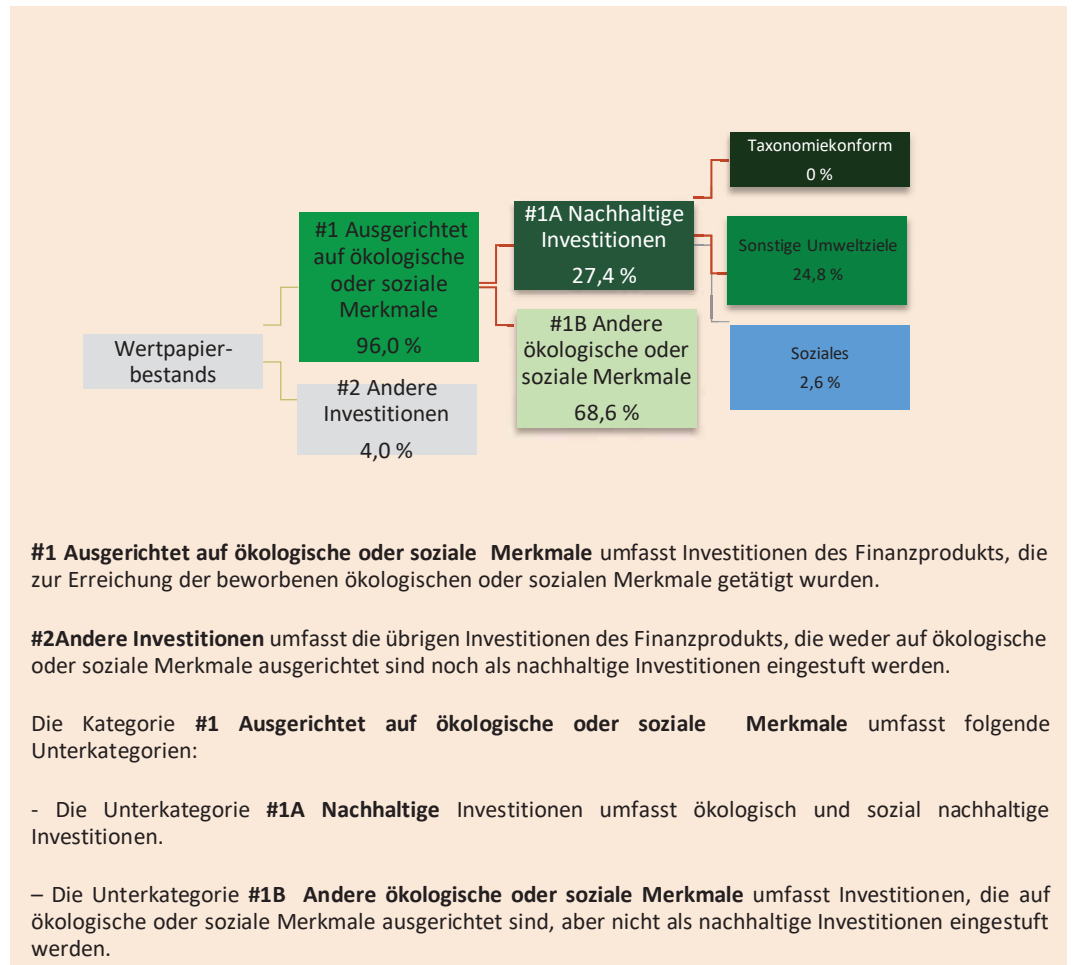 Taxonomiekonform
0 %
#1A Nachhaltige
Investitionen
27,4 %
#1 Ausgerichtet
auf ökologische
oder soziale
Merkmale
96,0 %
Sonstige Umweltziele
24,8 %
#1B Andere
ökologische oder
soziale Merkmale
68,6 %
Wertpapier-
bestands
Soziales
2,6 %
#2 Andere
Investitionen
4,0 %
#1 Ausgerichtet auf ökologische oder soziale Merkmale umfasst Investitionen des Finanzprodukts, die
zur Erreichung der beworbenen ökologischen oder sozialen Merkmale getätigt wurden.
#2Andere Investitionen umfasst die übrigen Investitionen des Finanzprodukts, die weder auf ökologische
oder soziale Merkmale ausgerichtet sind noch als nachhaltige Investitionen eingestuft werden.
Die Kategorie #1 Ausgerichtet auf ökologische oder soziale Merkmale umfasst folgende
Unterkategorien:
- Die Unterkategorie #1A Nachhaltige Investitionen umfasst ökologisch und sozial nachhaltige
Investitionen.
– Die Unterkategorie #1B Andere ökologische oder soziale Merkmale umfasst Investitionen, die auf
ökologische oder soziale Merkmale ausgerichtet sind, aber nicht als nachhaltige Investitionen eingestuft
werden.